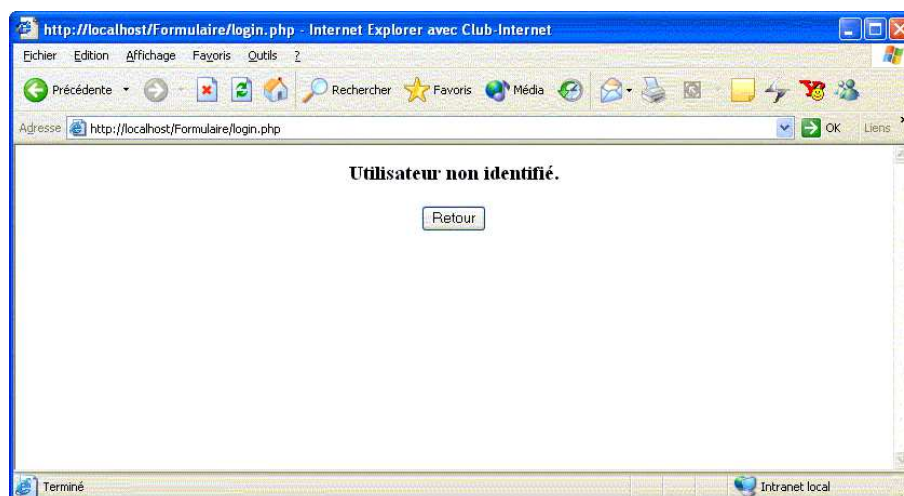 http://localhost/Formulaire/login.php - Internet Explorer avec Club-Internet
Fichier Edition Affichage Favoris Outils ?
Précédente Rechercher Favoris Média
Adresse http://localhost/Formulaire/login.php OK Liens »
Utilisateur non identifié.
Retour
Terminé Intranet local